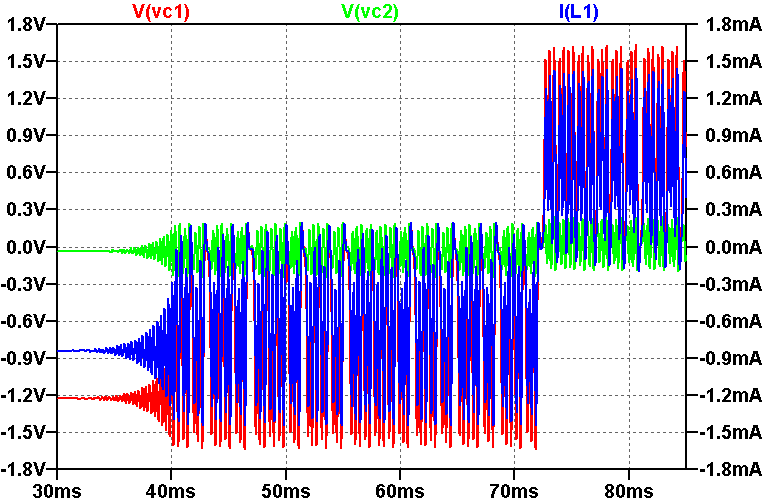 V(vc1) V(vc2) I(L1)
1.8V 1.8mA
1.5V 1.5mA
1.2V 1.2mA
0.9V 0.9mA
0.6V 0.6mA
0.3V 0.3mA
0.0V 0.0mA
-0.3V -0.3mA
-0.6V -0.6mA
-0.9V -0.9mA
-1.2V -1.2mA
-1.5V -1.5mA
-1.8V -1.8mA
30ms 40ms 50ms 60ms 70ms 80ms